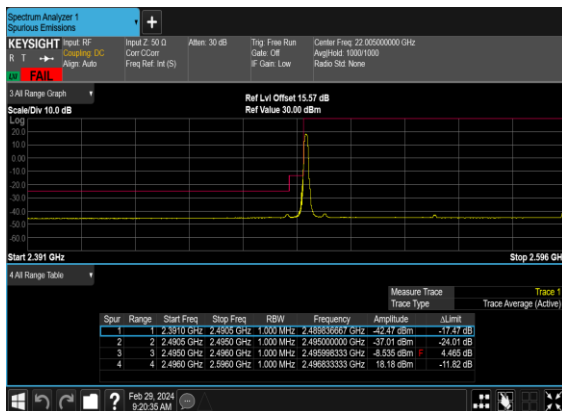 Spectrum Analyzer 1
Spurious Emissions
KEYSIGHT Input: RF Input Z: 50 Ω Atten: 30 dB Trig: Free Run Center Freq: 22.005000000 GHz
R T Coupling: DC Corr CCorr Gate: Off Avg|Hold: 1000/1000
Align: Auto Freq Ref: Int (S) IF Gain: Low Radio Std: None
FAIL
3 All Range Graph Ref Lvl Offset 15.57 dB
Scale/Div 10.0 dB Ref Value 30.00 dBm
Log
20.0
10.0
0.00
-10.0
-20.0
-30.0
-40.0
-50.0
-60.0
Start 2.391 GHz Stop 2.596 GH
4 All Range Table
Measure Trace Trace 1
Trace Type Trace Average (Active)
Spur Range Start Freq Stop Freq RBW Frequency Amplitude ΔLimit
1 1 2.3910 GHz 2.4905 GHz 1.000 MHz 2.489836667 GHz -42.47 dBm -17.47 dB
2 2 2.4905 GHz 2.4950 GHz 1.000 MHz 2.495000000 GHz -37.01 dBm -24.01 dB
3 3 2.4950 GHz 2.4960 GHz 1.000 MHz 2.495998333 GHz -8.535 dBm F 4.465 dB
4 4 2.4960 GHz 2.5960 GHz 1.000 MHz 2.496833333 GHz 18.18 dBm -11.82 dB
? Feb 29, 2024
9:20:35 AM